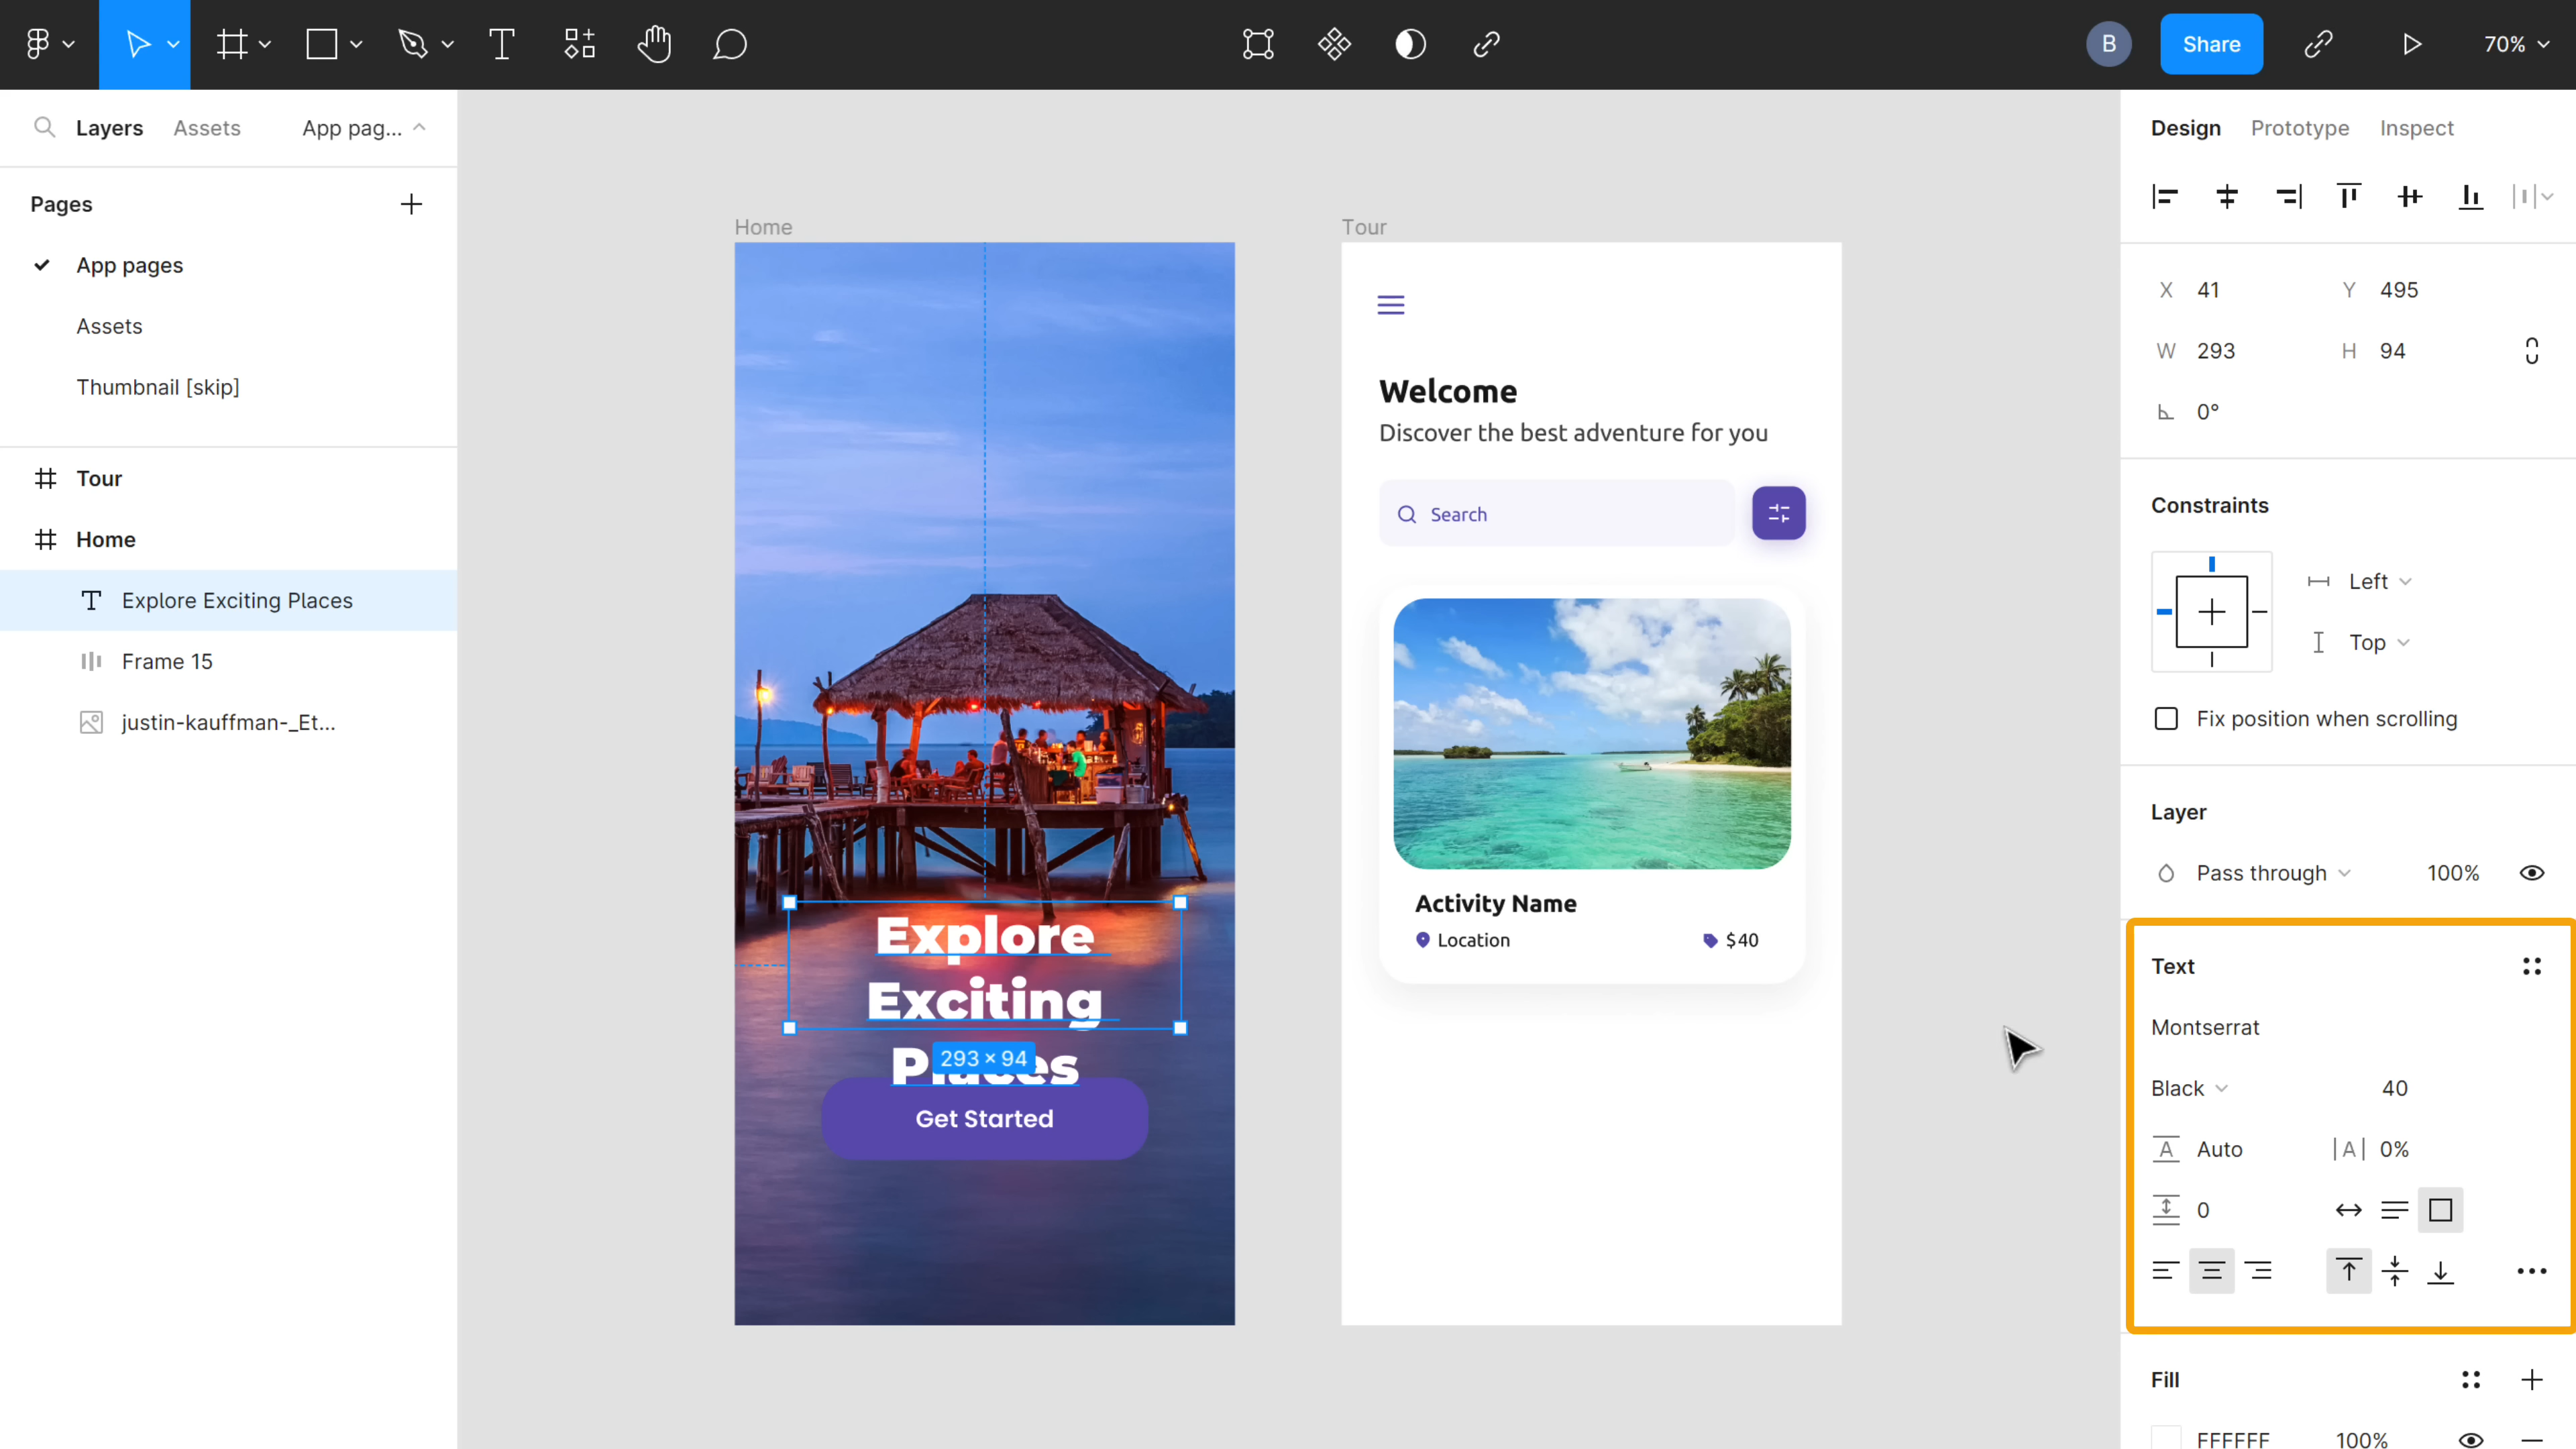 B
Share
70%
Layers
Assets
App pag...
Pages
App pages
Assets
Thumbnail [skip]
Tour
Home
Explore Exciting Places
Frame 15
justin-kauffman-_Et...
Home
Explore
Exciting
Places
293 × 94
Get Started
Tour
Welcome
Discover the best adventure for you
Search
Activity Name
Location
$40
Design
Prototype
Inspect
X 41
Y 495
W 293
H 94
0°
Constraints
Left
Top
Fix position when scrolling
Layer
Pass through
100%
Text
Montserrat
Black
40
A Auto
|A| 0%
0
Fill
FFFFFF
100%